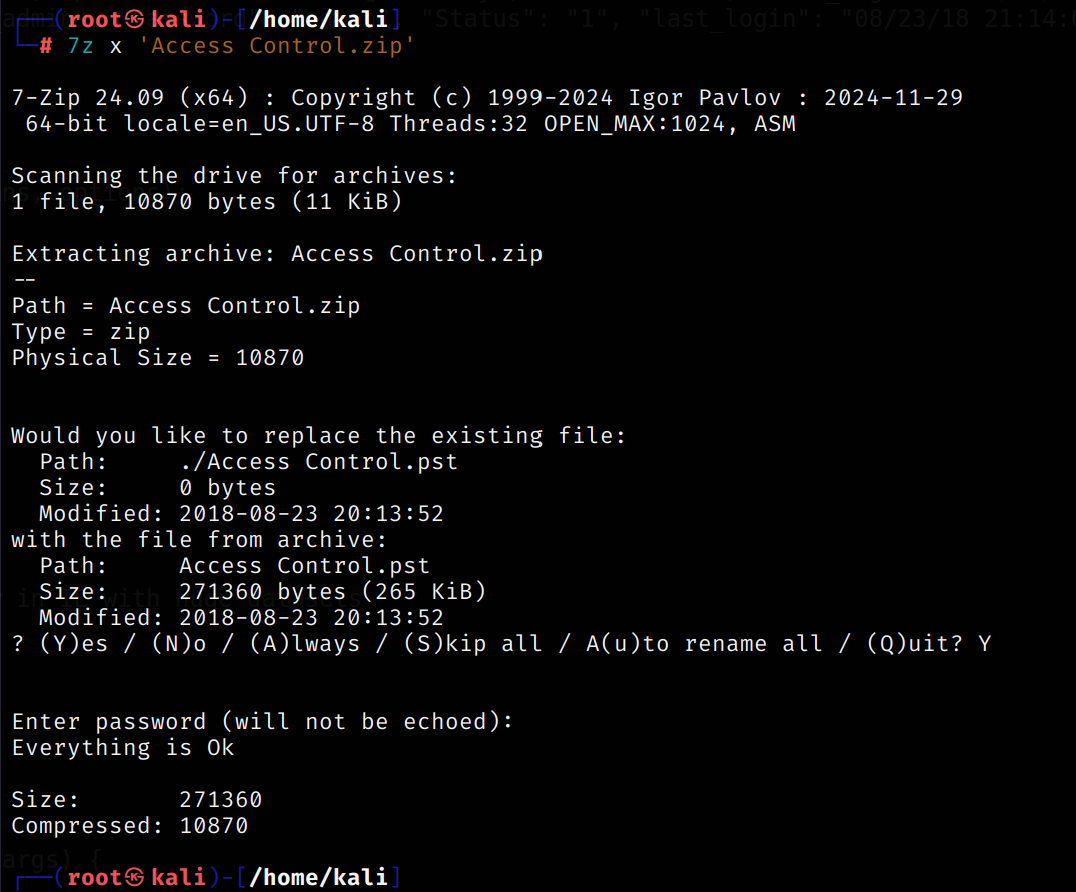 ┌──(root㉿kali)-[/home/kali]
"Status": "1", "last_login": "08/23/18 21:14:
└─# 7z x 'Access Control.zip'
7-Zip 24.09 (x64) : Copyright (c) 1999-2024 Igor Pavlov : 2024-11-29
64-bit locale=en_US.UTF-8 Threads:32 OPEN_MAX:1024, ASM
Scanning the drive for archives:
1 file, 10870 bytes (11 KiB)
Extracting archive: Access Control.zip
--
Path = Access Control.zip
Type = zip
Physical Size = 10870
Would you like to replace the existing file:
Path: ./Access Control.pst
Size: 0 bytes
Modified: 2018-08-23 20:13:52
with the file from archive:
Path: Access Control.pst
Size: 271360 bytes (265 KiB)
Modified: 2018-08-23 20:13:52
? (Y)es / (N)o / (A)lways / (S)kip all / A(u)to rename all / (Q)uit? Y
Enter password (will not be echoed):
Everything is Ok
Size: 271360
Compressed: 10870
args) {
┌──(root㉿kali)-[/home/kali]